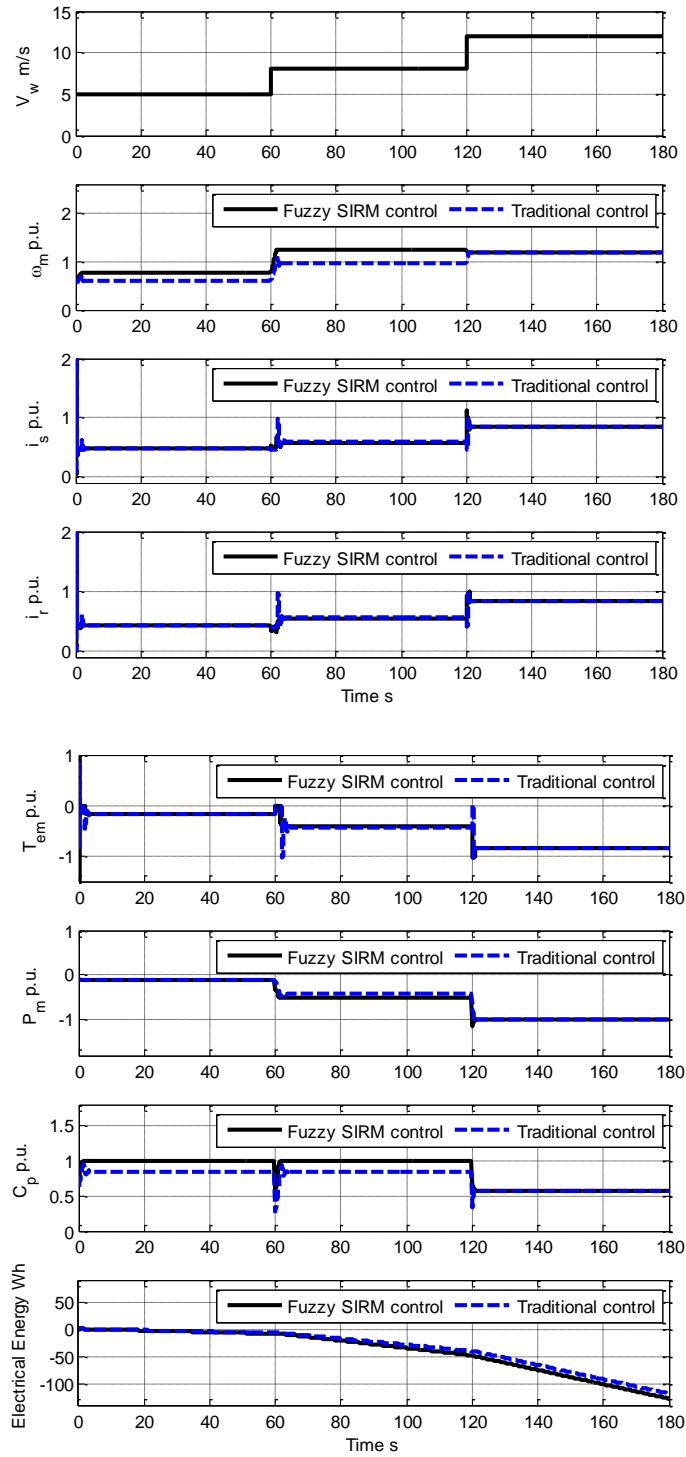 15
10
5
0
V_w m/s
0 20 40 60 80 100 120 140 160 180
2
1
0
ω_m p.u.
Fuzzy SIRM control Traditional control
0 20 40 60 80 100 120 140 160 180
2
1
0
i_s p.u.
Fuzzy SIRM control Traditional control
0 20 40 60 80 100 120 140 160 180
2
1
0
i_r p.u.
Fuzzy SIRM control Traditional control
0 20 40 60 80 100 120 140 160 180
Time s
1
0
-1
T_em p.u.
Fuzzy SIRM control Traditional control
0 20 40 60 80 100 120 140 160 180
1
0
-1
P_m p.u.
Fuzzy SIRM control Traditional control
0 20 40 60 80 100 120 140 160 180
1.5
1
0.5
0
C_p p.u.
Fuzzy SIRM control Traditional control
0 20 40 60 80 100 120 140 160 180
50
0
-50
-100
Electrical Energy Wh
Fuzzy SIRM control Traditional control
0 20 40 60 80 100 120 140 160 180
Time s